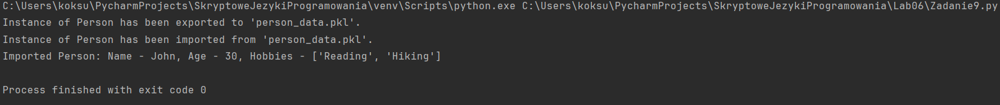 C:\Users\koksu\PycharmProjects\SkryptoweJezykiProgramowania\venv\Scripts\python.exe C:\Users\koksu\PycharmProjects\SkryptoweJezykiProgramowania\Lab06\Zadanie9.py
Instance of Person has been exported to 'person_data.pkl'.
Instance of Person has been imported from 'person_data.pkl'.
Imported Person: Name - John, Age - 30, Hobbies - ['Reading', 'Hiking']
Process finished with exit code 0